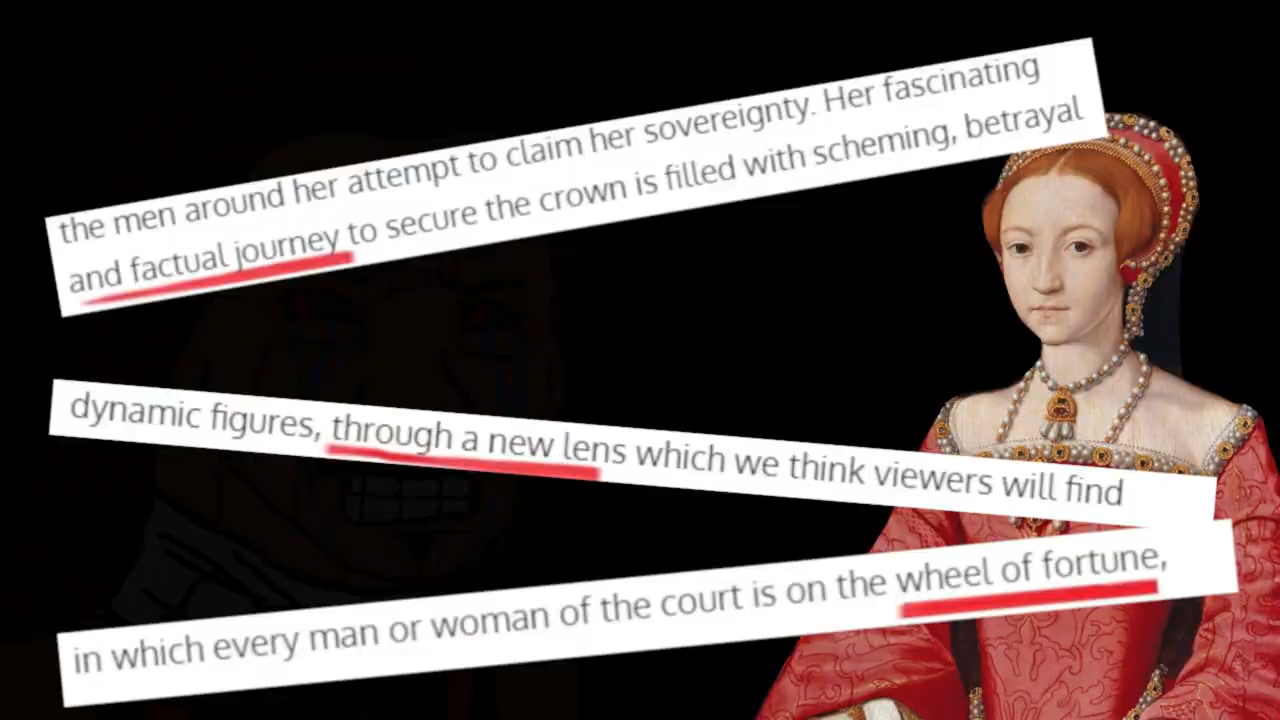 the men around her attempt to claim her sovereignty. Her fascinating
and factual journey to secure the crown is filled with scheming, betrayal
dynamic figures, through a new lens which we think viewers will find
in which every man or woman of the court is on the wheel of fortune,